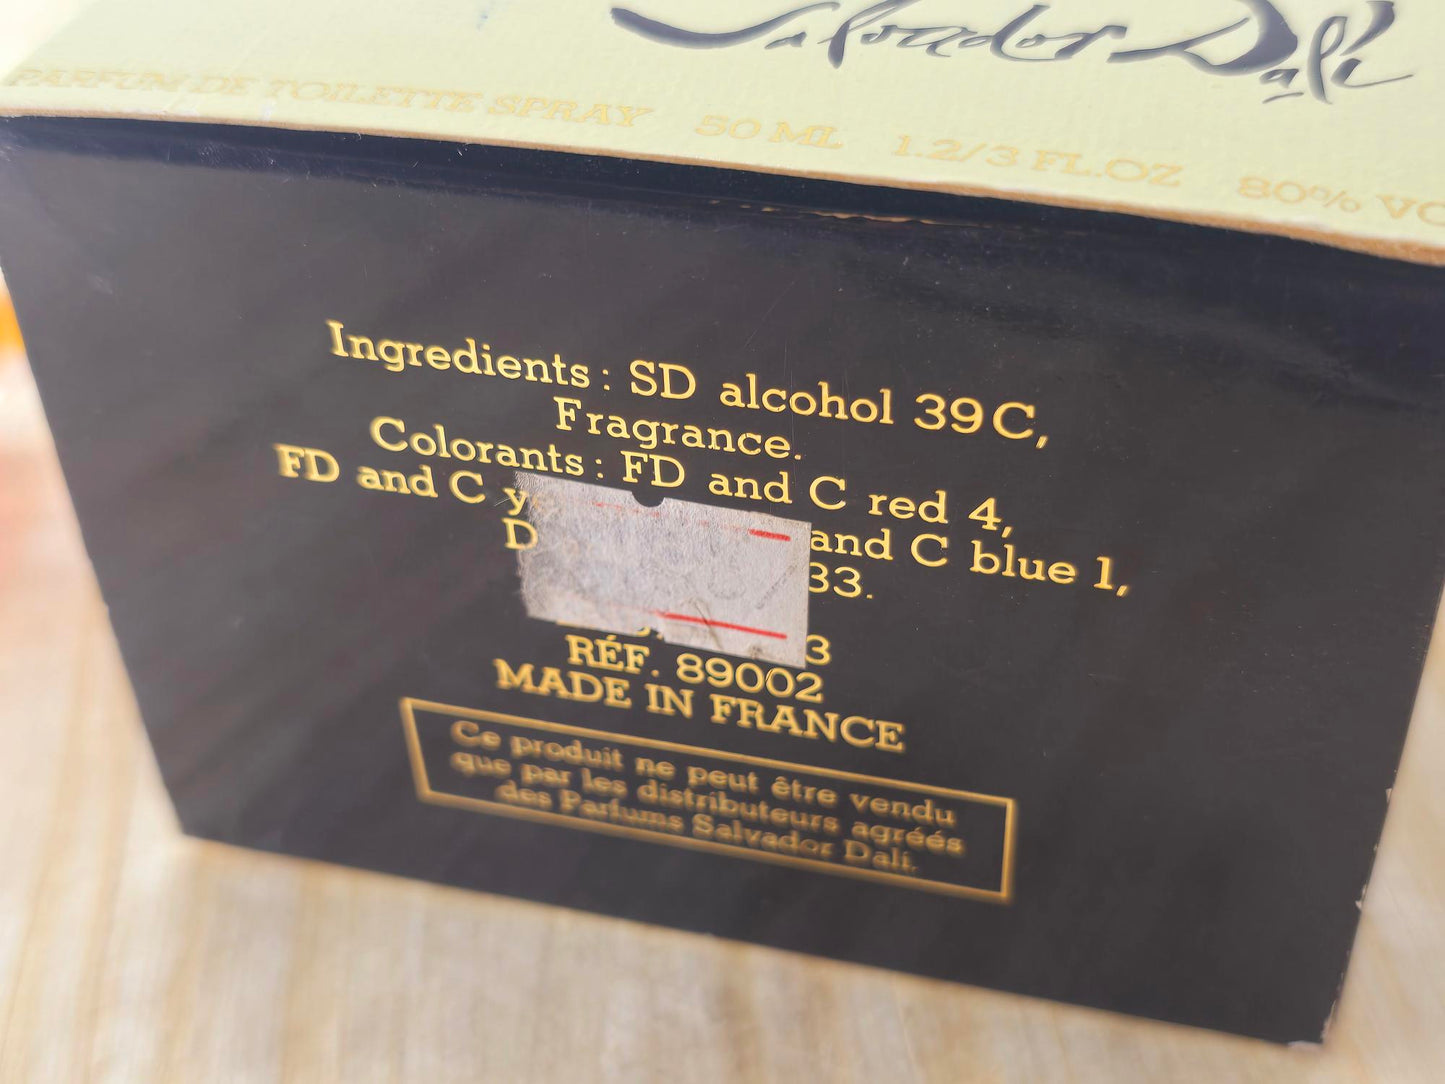 Salvador Dalí
PARFUM DE TOILETTE SPRAY 50 ML 1.2/3 FL.OZ 80%
Ingredients : SD alcohol 39C,
Fragrance.
Colorants : FD and C red 4,
FD and C and C blue 1,
D 33.
3
RÉF. 89002
MADE IN FRANCE
Ce produit ne peut être vendu
que par les distributeurs agréés
des Parfums Salvador Dalí.